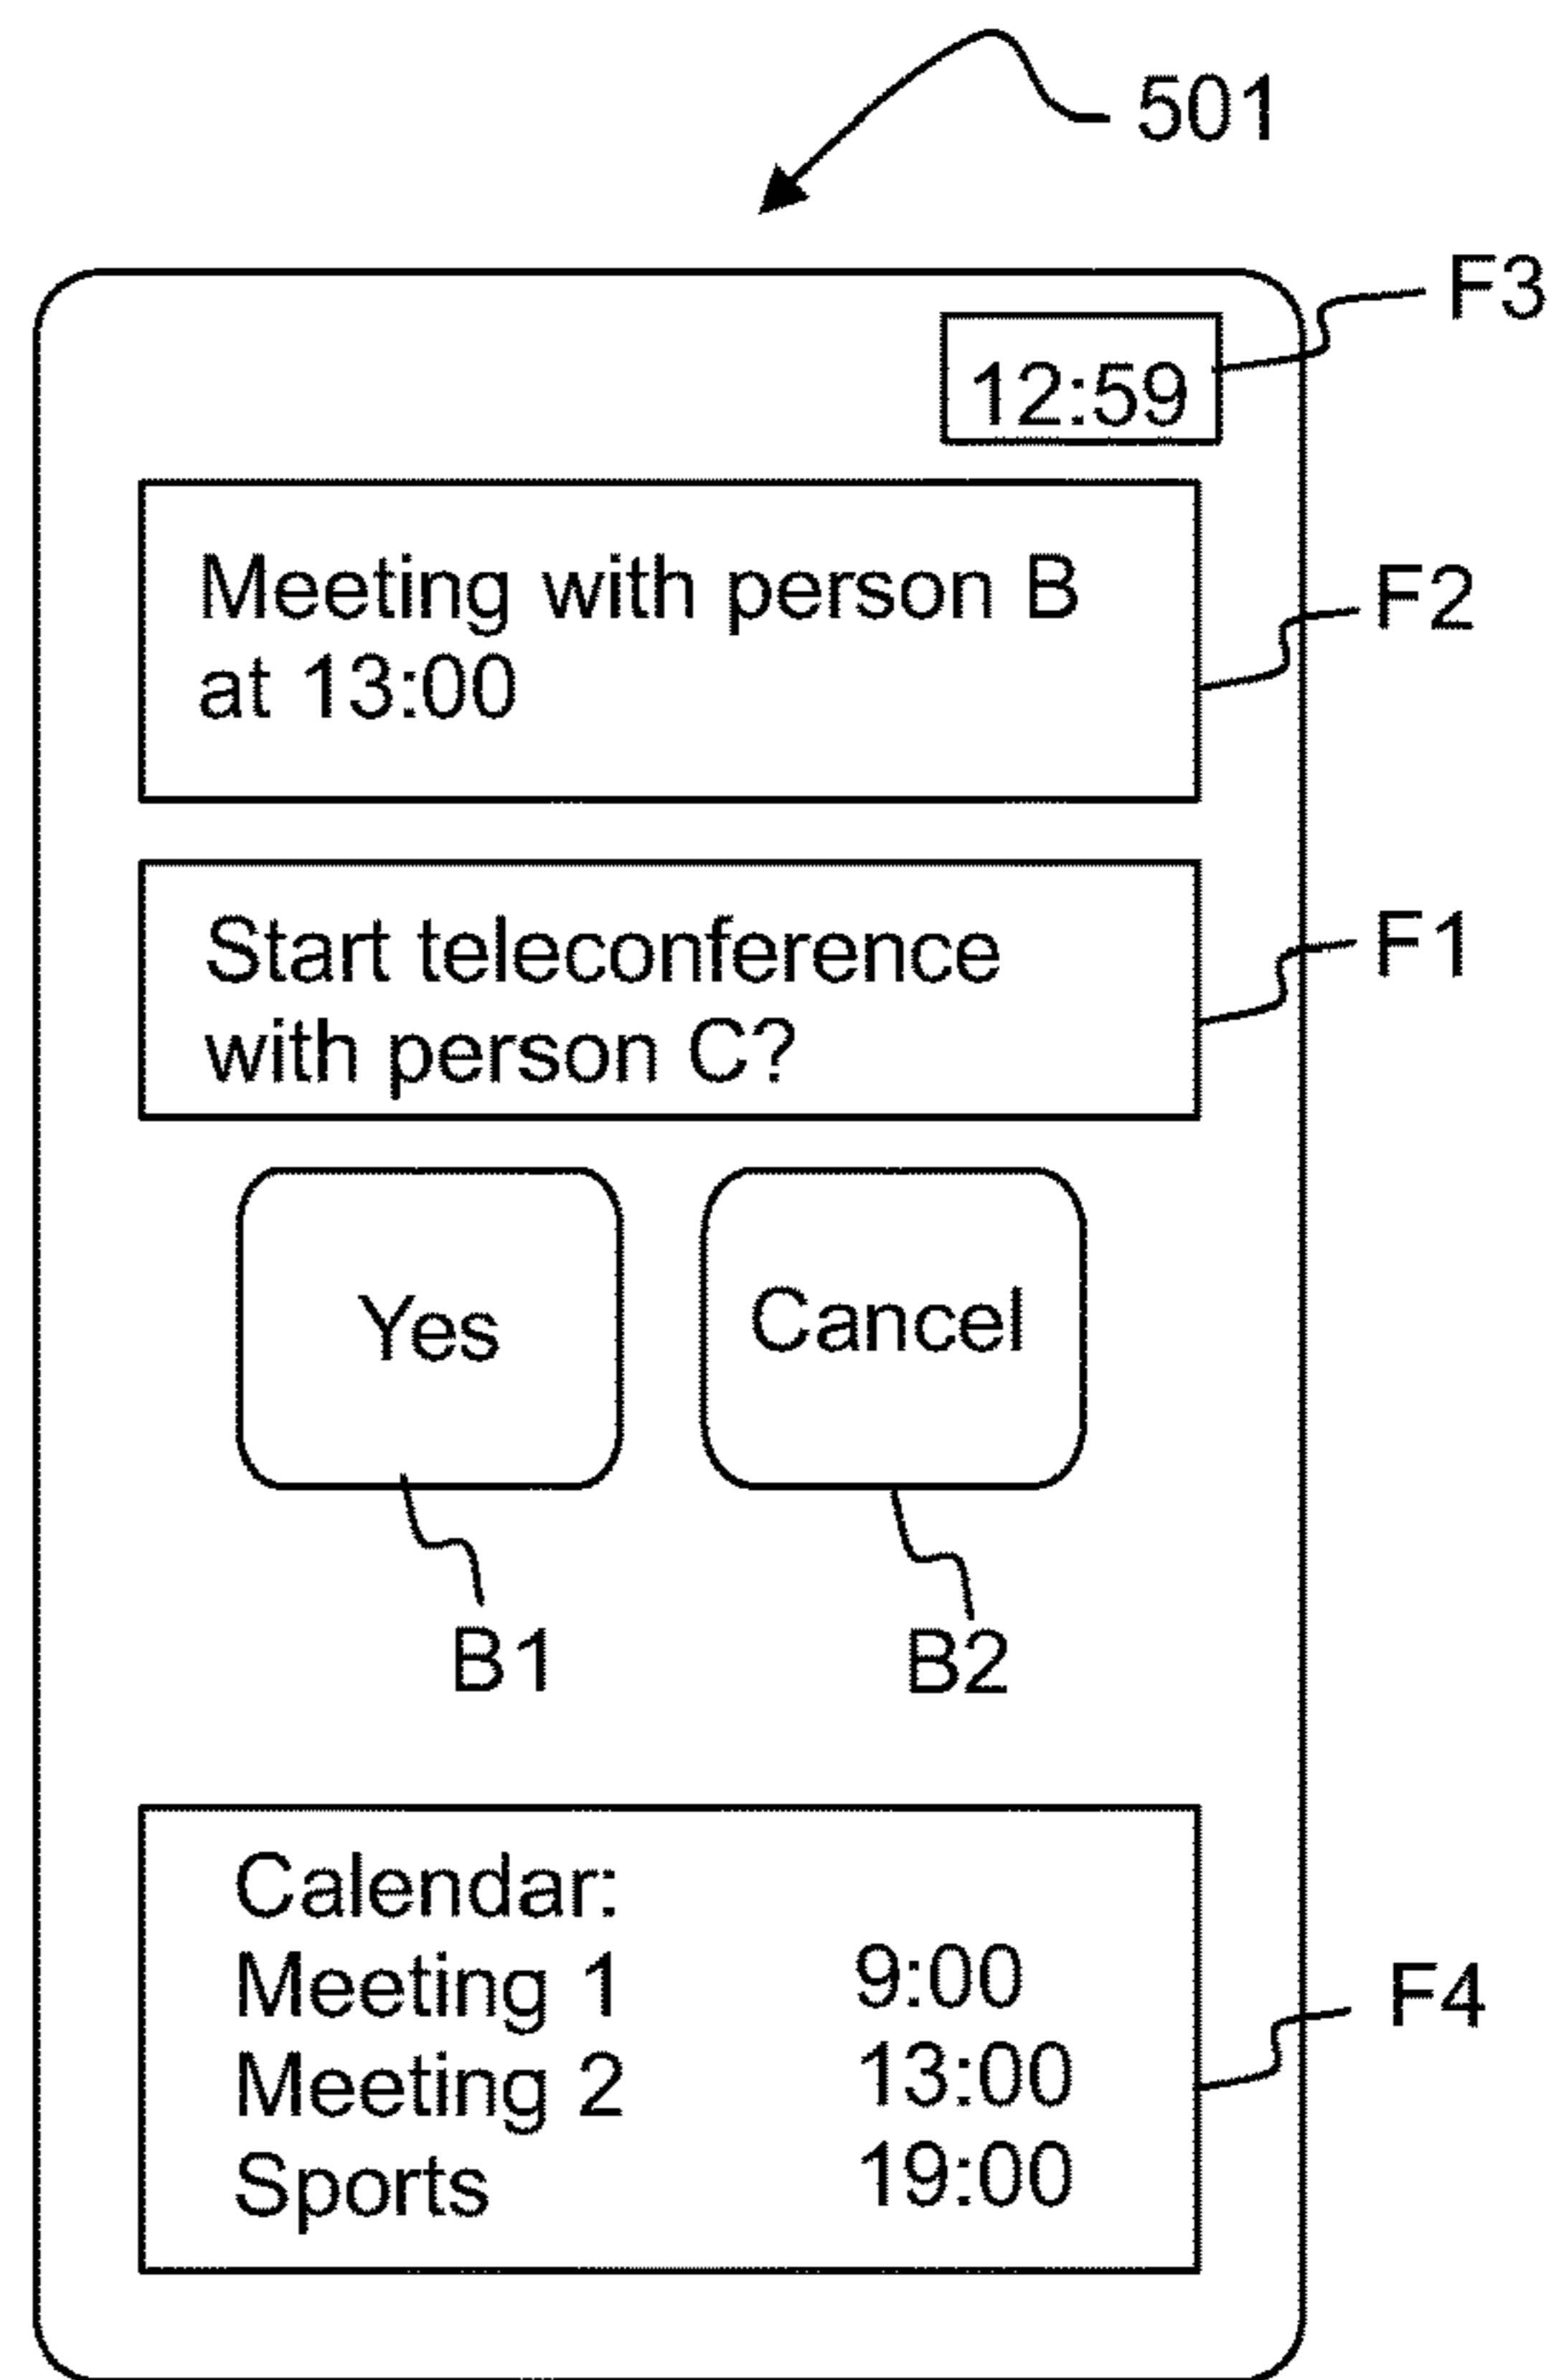 501
F3
12:59
Meeting with person B
at 13:00
F2
Start teleconference
with person C?
F1
Yes
Cancel
B1
B2
Calendar:
Meeting 1 9:00
Meeting 2 13:00
Sports 19:00
F4